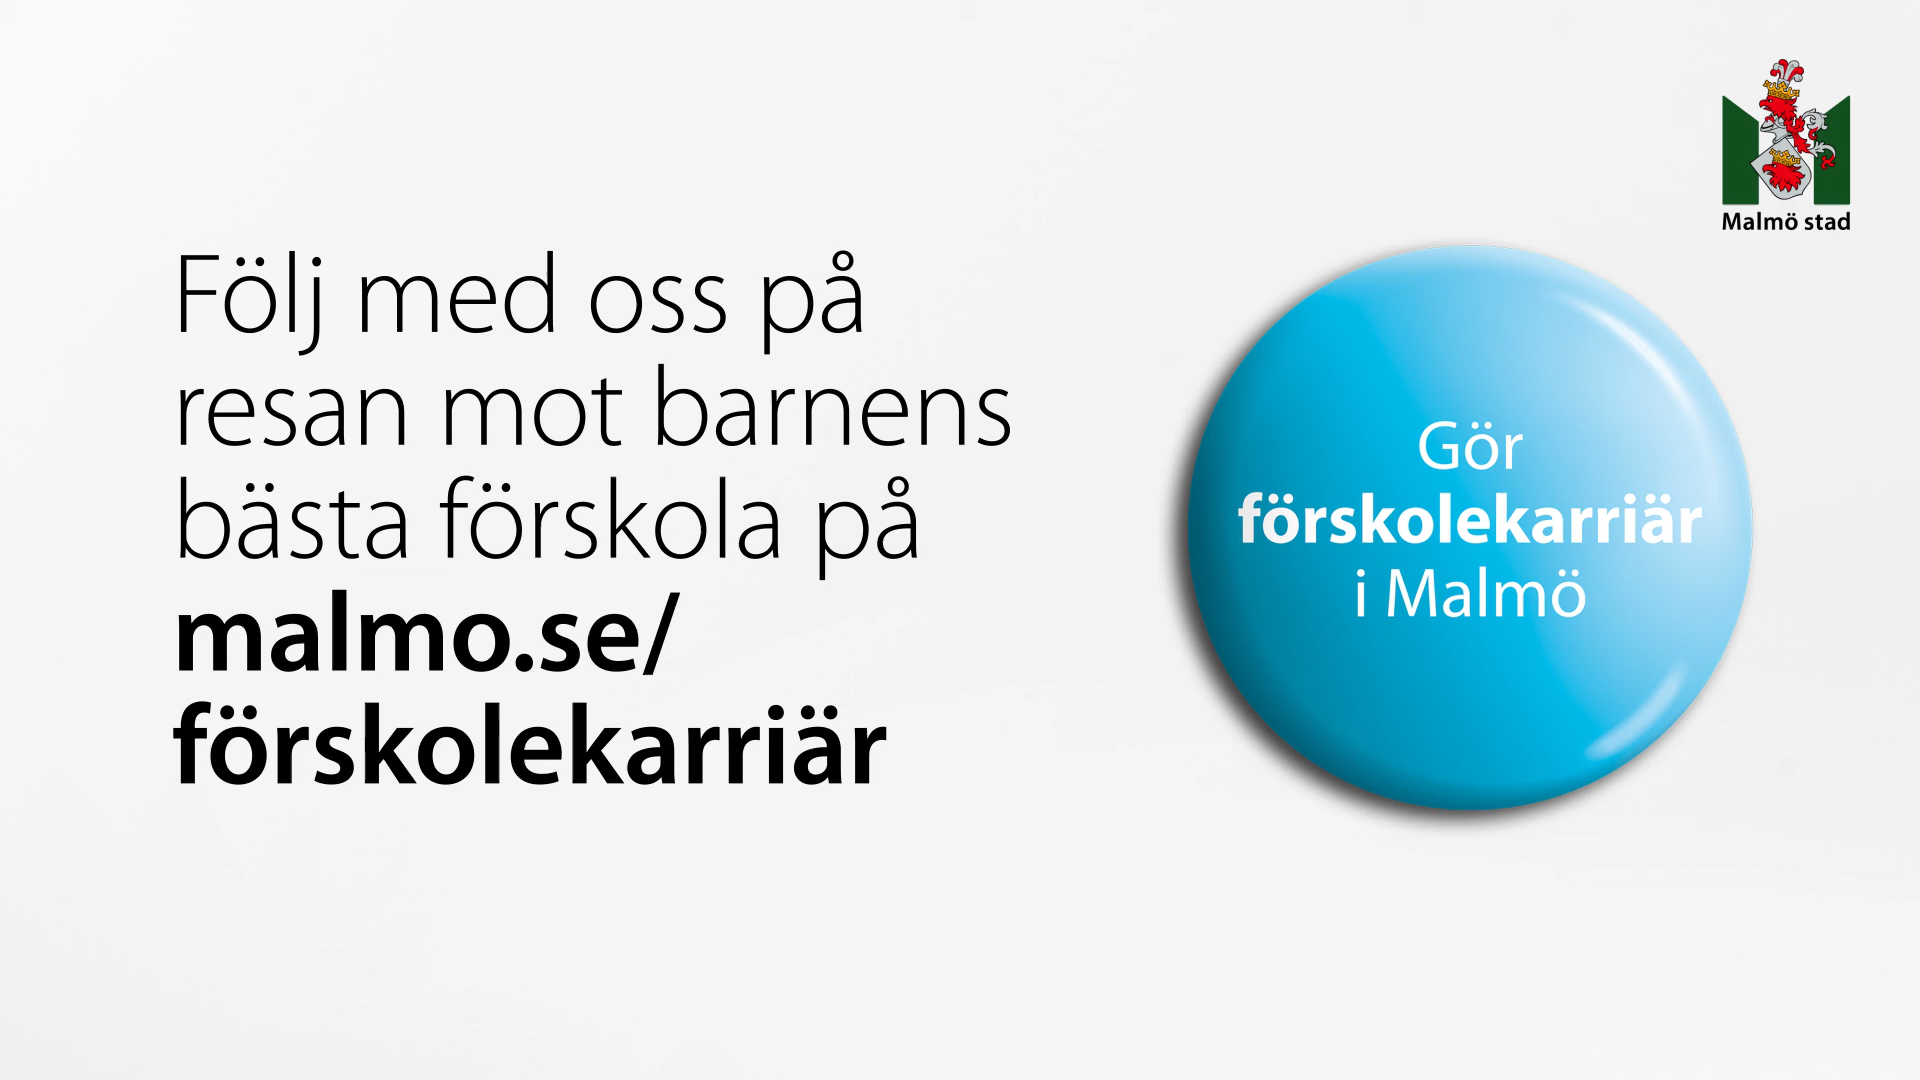 Följ med oss på
resan mot barnens
bästa förskola på
malmo.se/
förskolekarriär
Gör
förskolekarriär
i Malmö
Malmö stad